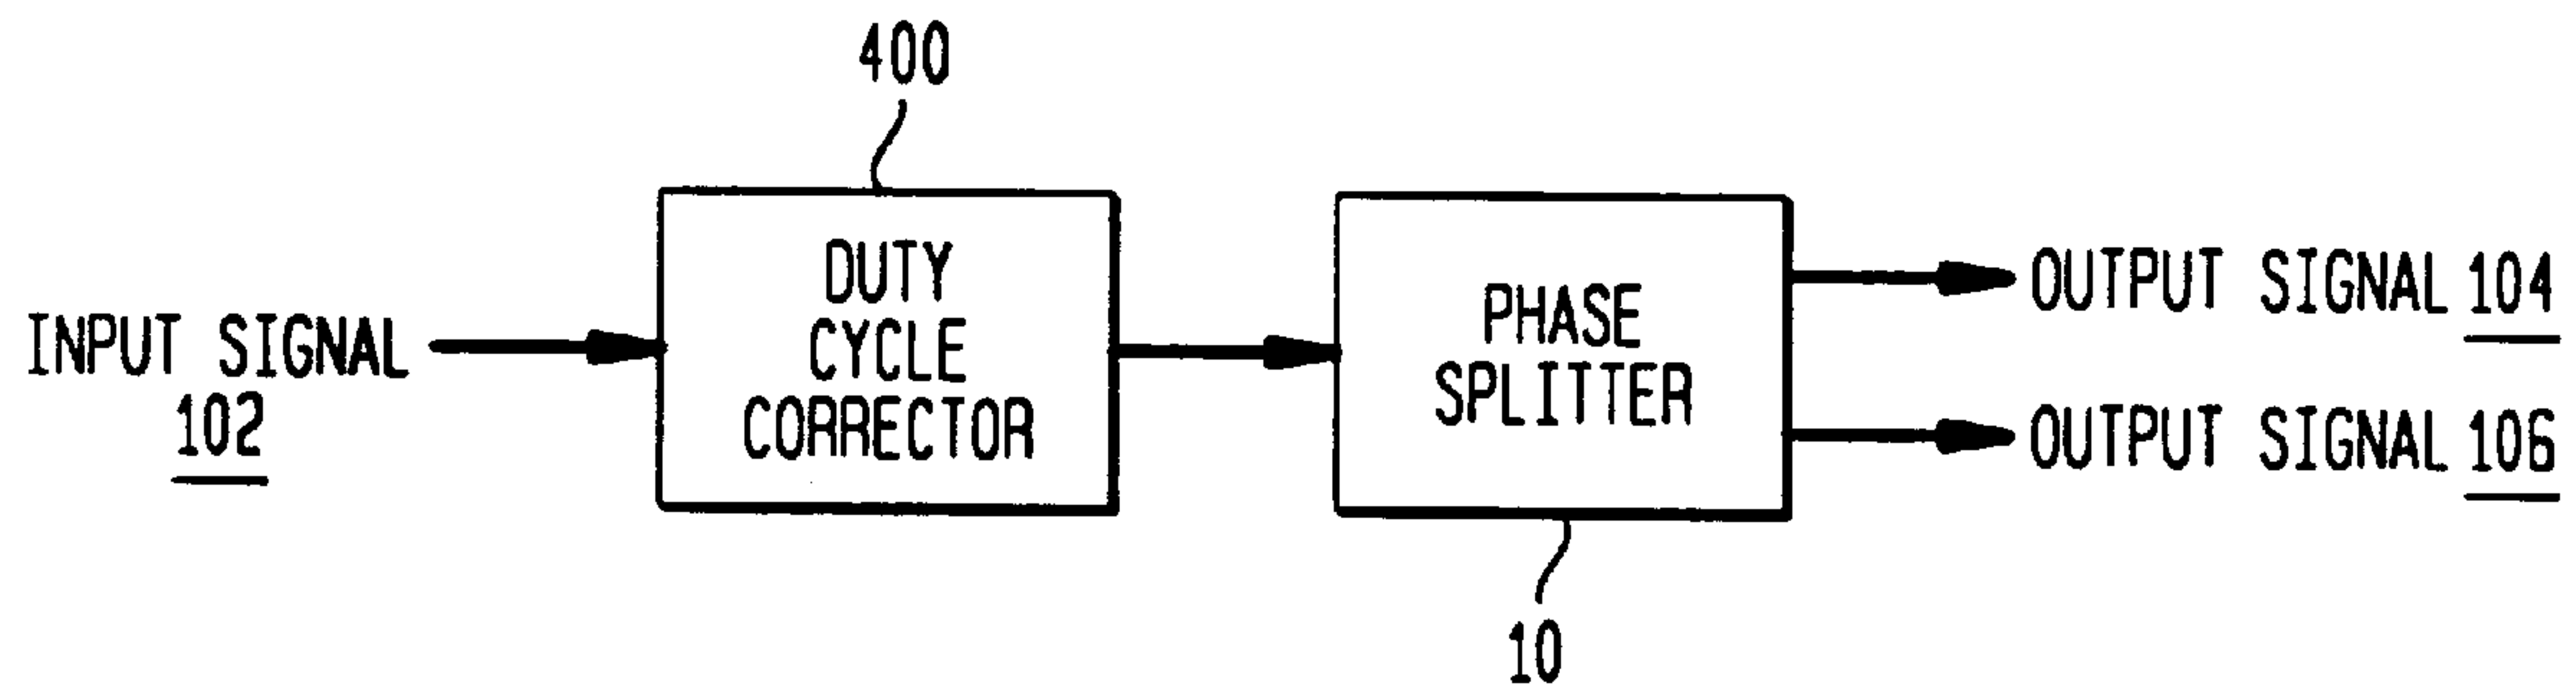 400
INPUT SIGNAL
102
DUTY
CYCLE
CORRECTOR
PHASE
SPLITTER
10
OUTPUT SIGNAL 104
OUTPUT SIGNAL 106